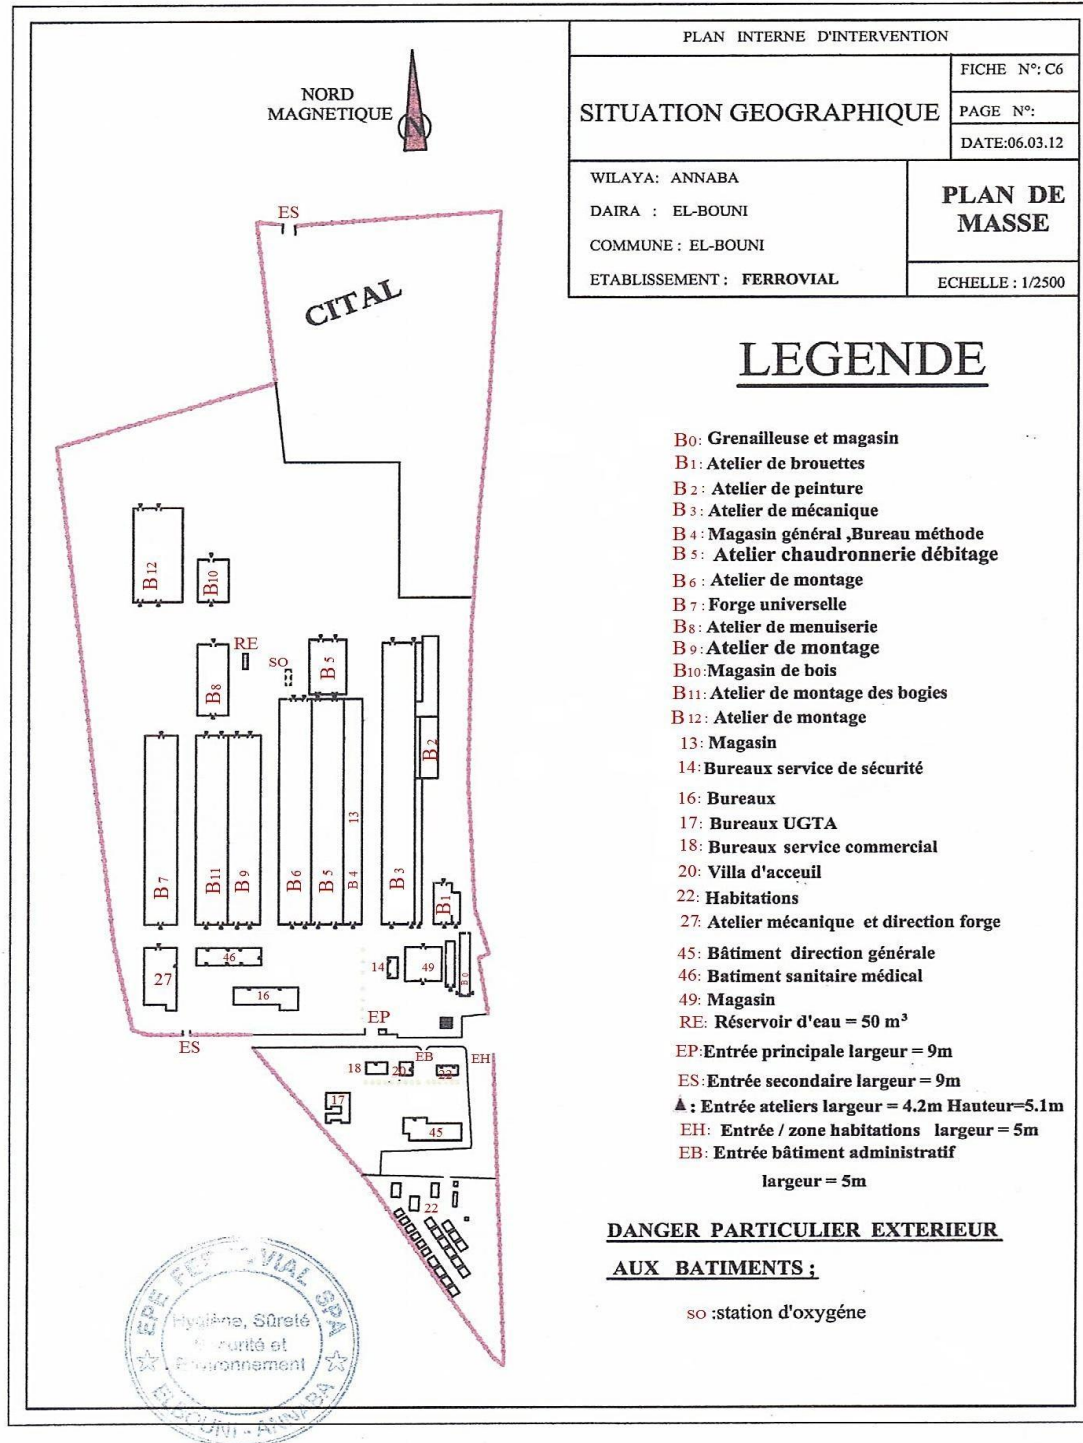 PLAN INTERNE D'INTERVENTION
SITUATION GEOGRAPHIQUE
FICHE N°: C6
PAGE N°:
DATE:06.03.12
WILAYA: ANNABA
DAIRA : EL-BOUNI
COMMUNE : EL-BOUNI
ETABLISSEMENT : FERROVIAL
PLAN DE
MASSE
ECHELLE : 1/2500
NORD
MAGNETIQUE
N
ES
CITAL
B12
B10
RE
SO
B8
B5
B2
13
B7
B11
B9
B6
B5
B4
B3
B1
27
46
16
14
49
B0
EP
ES
EB
EH
18
20
22
17
45
22
LEGENDE
B0: Grenailleuse et magasin
B1: Atelier de brouettes
B2: Atelier de peinture
B3: Atelier de mécanique
B4: Magasin général ,Bureau méthode
B5: Atelier chaudronnerie débitage
B6: Atelier de montage
B7: Forge universelle
B8: Atelier de menuiserie
B9: Atelier de montage
B10: Magasin de bois
B11: Atelier de montage des bogies
B12: Atelier de montage
13: Magasin
14: Bureaux service de sécurité
16: Bureaux
17: Bureaux UGTA
18: Bureaux service commercial
20: Villa d'acceuil
22: Habitations
27: Atelier mécanique et direction forge
45: Bâtiment direction générale
46: Batiment sanitaire médical
49: Magasin
RE: Réservoir d'eau = 50 m³
EP: Entrée principale largeur = 9m
ES: Entrée secondaire largeur = 9m
: Entrée ateliers largeur = 4.2m Hauteur=5.1m
EH: Entrée / zone habitations largeur = 5m
EB: Entrée bâtiment administratif
largeur = 5m
DANGER PARTICULIER EXTERIEUR
AUX BATIMENTS ;
SO :station d'oxygéne
EPE FERROVIAL SPA
Hygiène, Sûreté
et
ELBOUNI - ANNABA